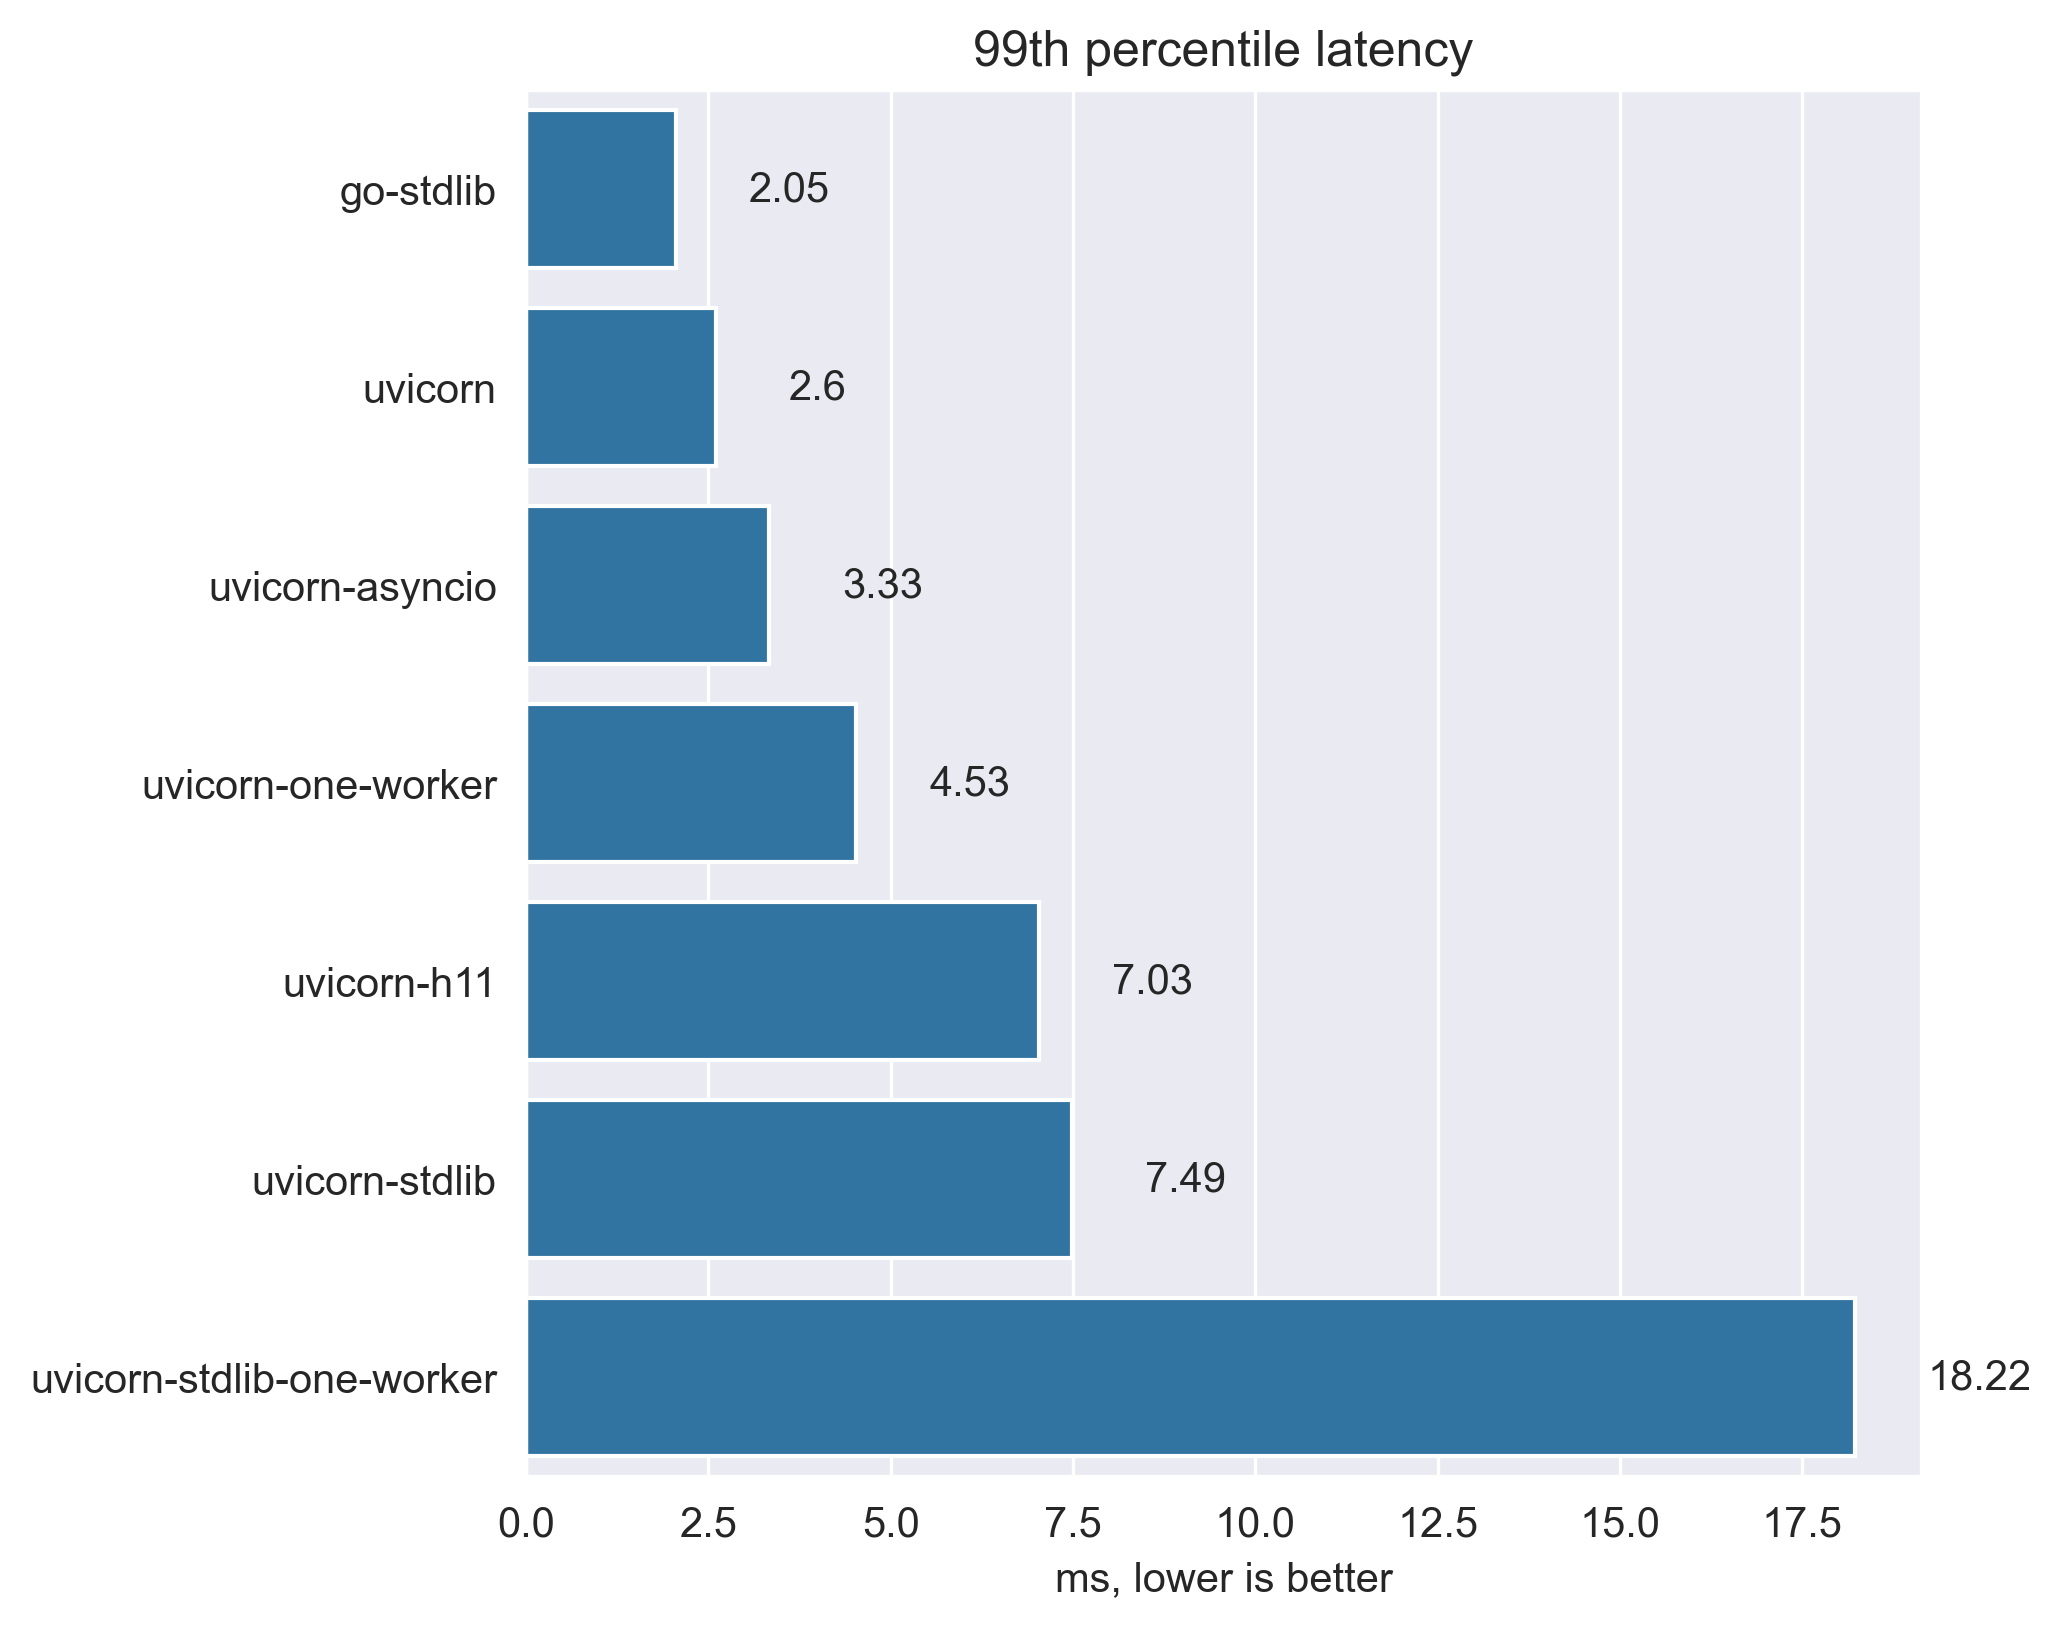 99th percentile latency
go-stdlib 2.05
uvicorn 2.6
uvicorn-asyncio 3.33
uvicorn-one-worker 4.53
uvicorn-h11 7.03
uvicorn-stdlib 7.49
uvicorn-stdlib-one-worker 18.22
0.0 2.5 5.0 7.5 10.0 12.5 15.0 17.5
ms, lower is better